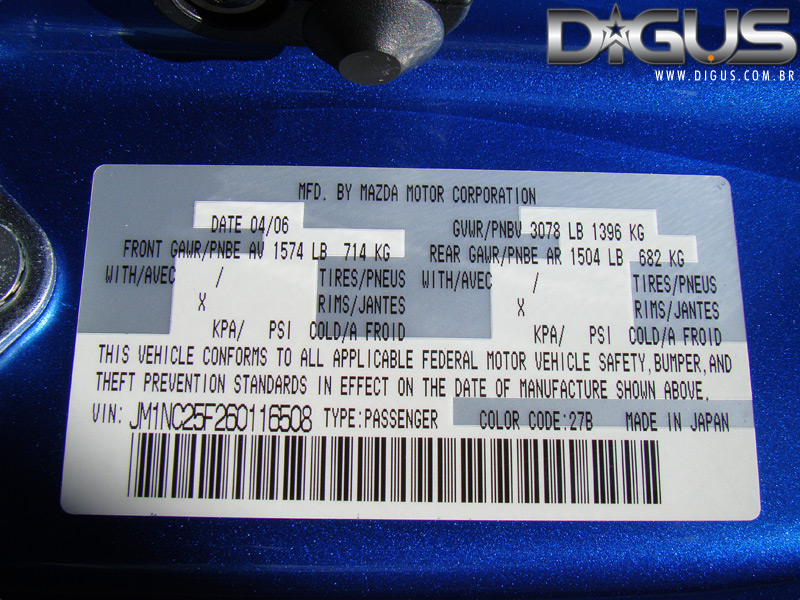 DIGUS
WWW.DIGUS.COM.BR
MFD. BY MAZDA MOTOR CORPORATION
DATE 04/06 GVWR/PNBV 3078 LB 1396 KG
FRONT GAWR/PNBE AV 1574 LB 714 KG REAR GAWR/PNBE AR 1504 LB 682 KG
WITH/AVEC / TIRES/PNEUS WITH/AVEC / TIRES/PNEUS
X RIMS/JANTES X RIMS/JANTES
KPA/ PSI COLD/A FROID KPA/ PSI COLD/A FROID
THIS VEHICLE CONFORMS TO ALL APPLICABLE FEDERAL MOTOR VEHICLE SAFETY,BUMPER,AND
THEFT PREVENTION STANDARDS IN EFFECT ON THE DATE OF MANUFACTURE SHOWN ABOVE.
VIN: JM1NC25F260116508 TYPE:PASSENGER COLOR CODE:27B MADE IN JAPAN